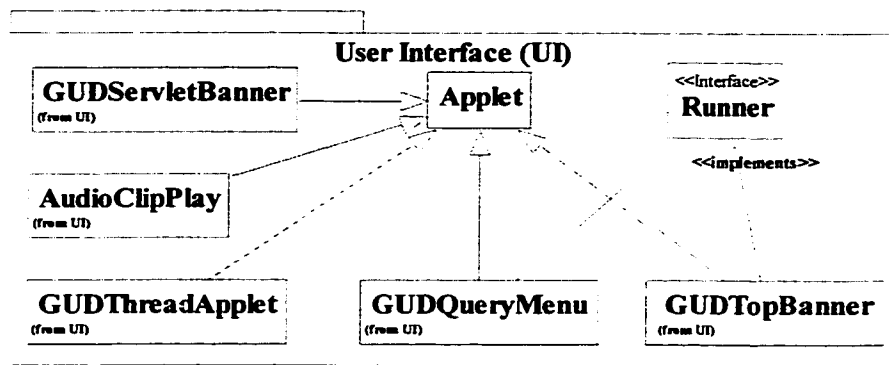 User Interface (UI)
GUDServletBanner
(from UI)
Applet
<<Interface>>
Runner
<<implements>>
AudioClipPlay
(from UI)
GUDThreadApplet
(from UI)
GUDQueryMenu
(from UI)
GUDTopBanner
(from UI)